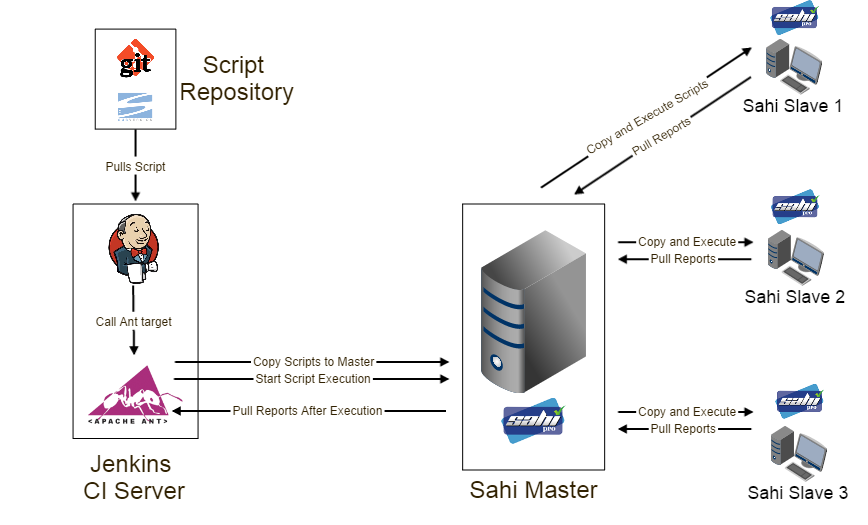 git
Script
Repository
Pulls Script
Call Ant target
<APACHE ANT>
Jenkins
CI Server
Copy Scripts to Master
Start Script Execution
Pull Reports After Execution
sahi
pro
Sahi Master
Copy and Execute Scripts
Pull Reports
sahi
pro
Sahi Slave 1
Copy and Execute
Pull Reports
sahi
pro
Sahi Slave 2
Copy and Execute
Pull Reports
sahi
pro
Sahi Slave 3